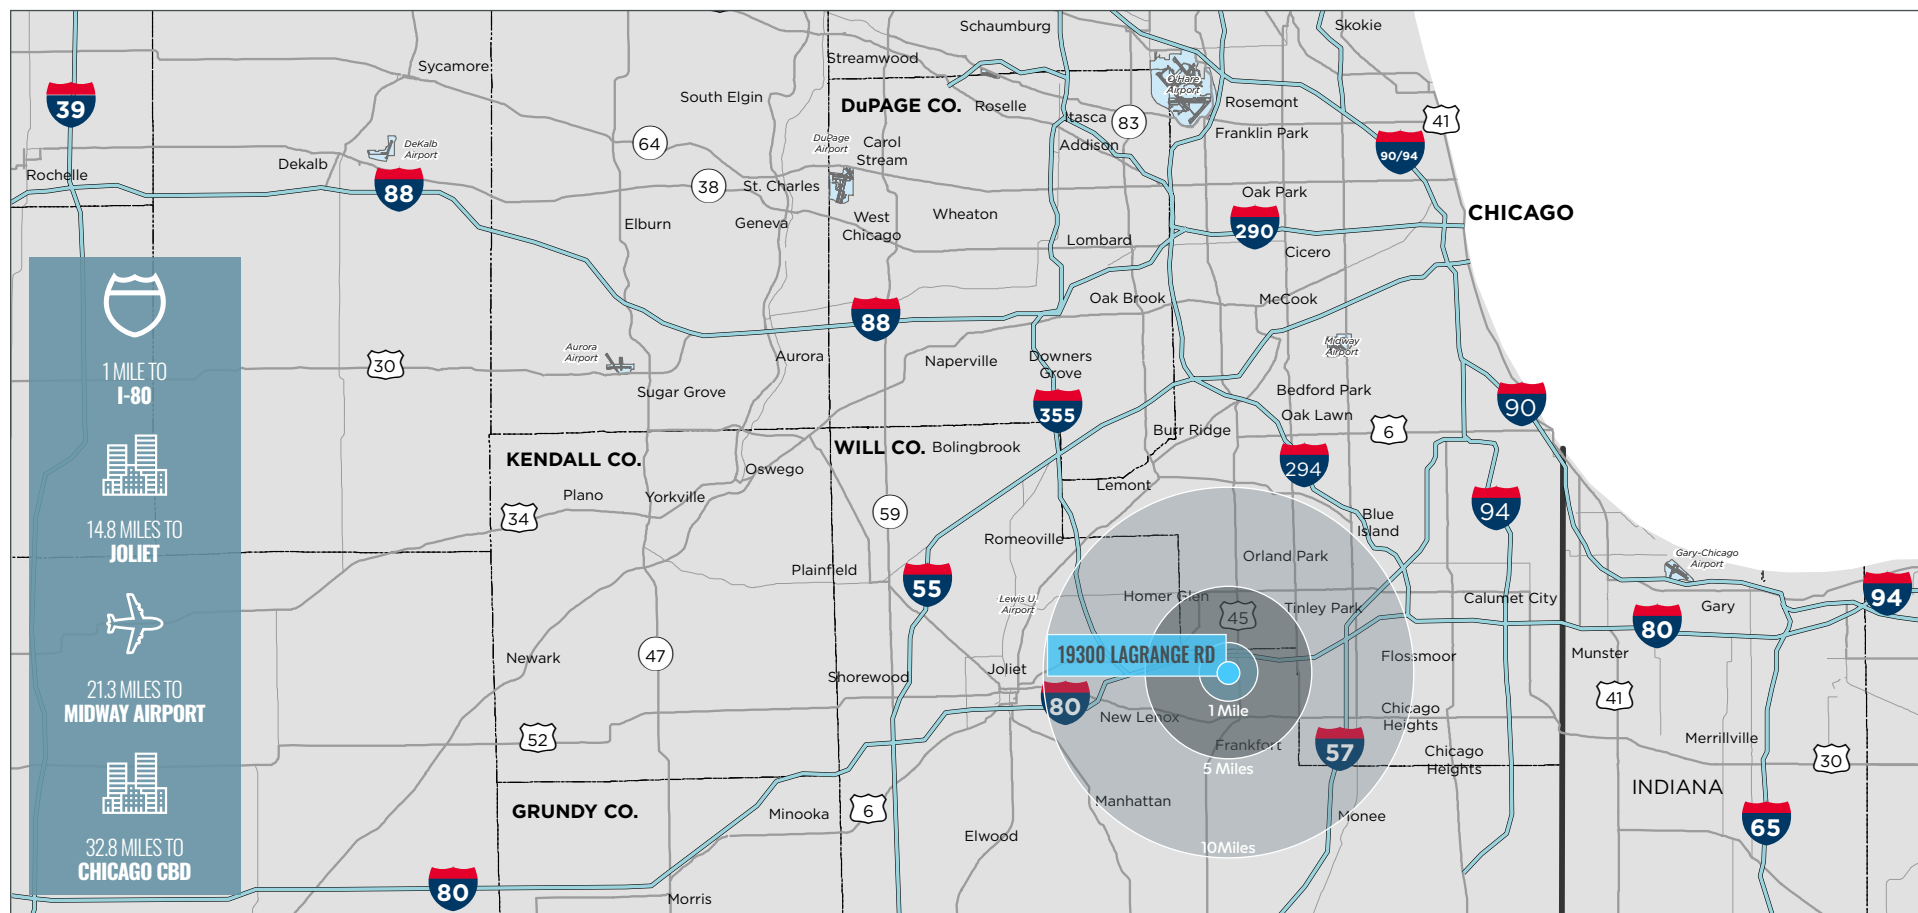 Schaumburg
Skokie
Streamwood
Sycamore
O'Hare
Airport
39
South Elgin
DuPAGE CO.
Roselle
Rosemont
Itasca
83
41
Franklin Park
64
DuPage
Airport
Carol
Stream
Addison
90/94
DeKalb
Airport
Dekalb
Rochelle
88
38
St. Charles
Oak Park
CHICAGO
Elburn
Geneva
West
Chicago
Wheaton
Lombard
290
Cicero
Oak Brook
McCook
88
Midway
Airport
Aurora
Airport
30
Aurora
Naperville
Downers
Grove
Sugar Grove
Bedford Park
Oak Lawn
355
90
6
Burr Ridge
KENDALL CO.
WILL CO.
Bolingbrook
Oswego
294
Plano
Yorkville
Lemont
34
59
94
Blue
Island
Romeoville
Orland Park
Plainfield
55
Gary-Chicago
Airport
Lewis U.
Airport
Homer Glen
45
Tinley Park
Calumet City
Gary
94
80
47
Newark
19300 LAGRANGE RD
Flossmoor
Munster
Shorewood
Joliet
80
New Lenox
1 Mile
Chicago
Heights
41
52
Frankfort
57
5 Miles
Chicago
Heights
Merrillville
30
INDIANA
GRUNDY CO.
Minooka
6
Manhattan
Monee
65
Elwood
10Miles
80
Morris
1 MILE TO
I-80
14.8 MILES TO
JOLIET
21.3 MILES TO
MIDWAY AIRPORT
32.8 MILES TO
CHICAGO CBD